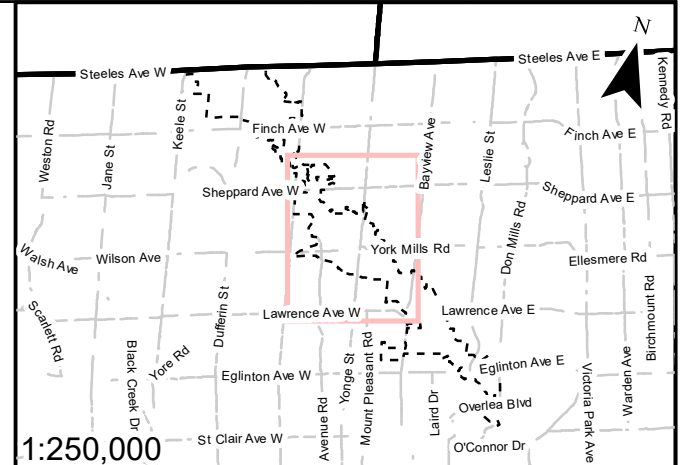 N
Steeles Ave W
Steeles Ave E
Kennedy Rd
Weston Rd
Jane St
Keele St
Finch Ave W
Bayview Ave
Leslie St
Finch Ave E
Sheppard Ave W
Sheppard Ave E
Walsh Ave
Wilson Ave
York Mills Rd
Don Mills Rd
Ellesmere Rd
Scarlett Rd
Dufferin St
Lawrence Ave W
Lawrence Ave E
Birchmount Rd
Black Creek Dr
Yore Rd
Eglinton Ave W
Avenue Rd
Yonge St
Mount Pleasant Rd
Laird Dr
Eglinton Ave E
Overlea Blvd
Victoria Park Ave
Warden Ave
St Clair Ave W
O'Connor Dr
1:250,000